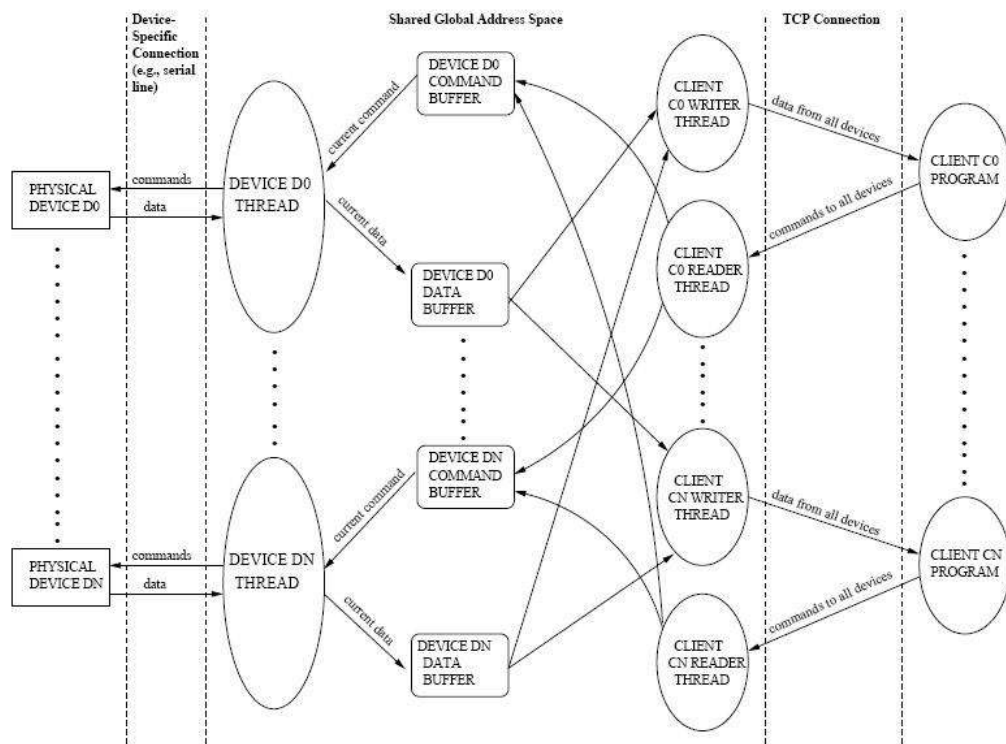 Device-
Specific
Connection
(e.g., serial
line)
Shared Global Address Space
TCP Connection
DEVICE D0
COMMAND
BUFFER
CLIENT
C0 WRITER
THREAD
data from all devices
current command
CLIENT C0
PROGRAM
PHYSICAL
DEVICE D0
commands
data
DEVICE D0
THREAD
current data
commands to all devices
CLIENT
C0 READER
THREAD
DEVICE D0
DATA
BUFFER
DEVICE DN
COMMAND
BUFFER
CLIENT
CN WRITER
THREAD
current command
data from all devices
PHYSICAL
DEVICE DN
commands
data
DEVICE DN
THREAD
CLIENT CN
PROGRAM
current data
commands to all devices
DEVICE DN
DATA
BUFFER
CLIENT
CN READER
THREAD